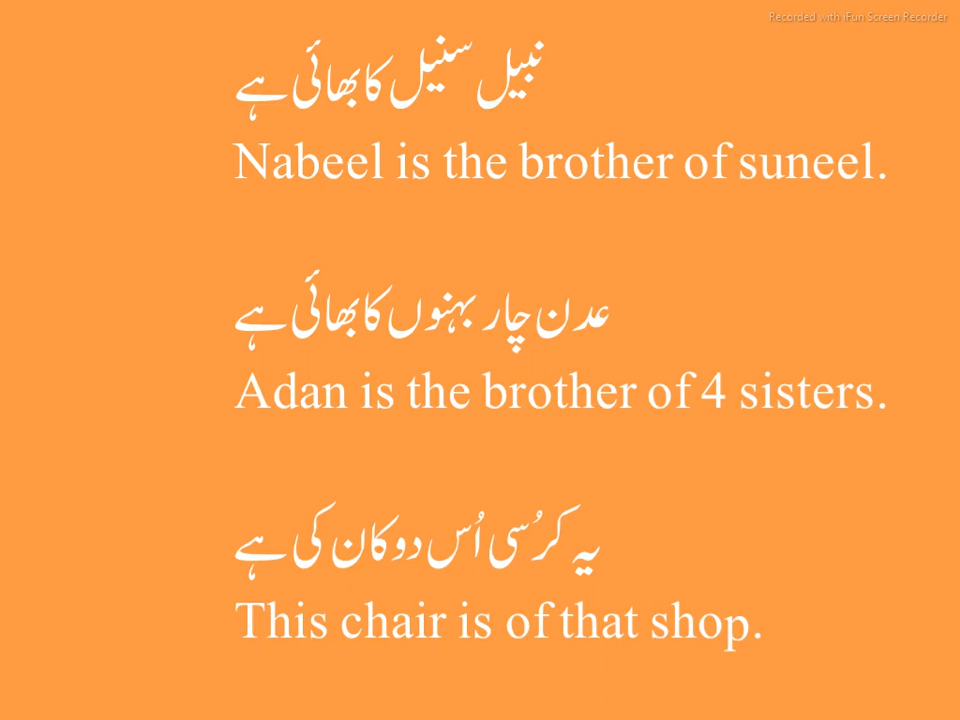 Recorded with iFun Screen Recorder
نبیل سنیل کا بھائی ہے
Nabeel is the brother of suneel.
عدن چار بہنوں کا بھائی ہے
Adan is the brother of 4 sisters.
یہ کرُسی اُس دوکان کی ہے
This chair is of that shop.